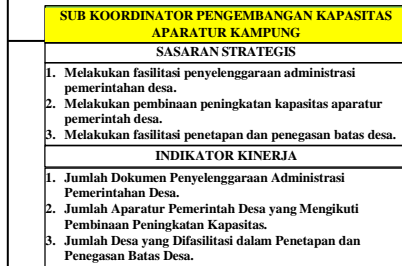 SUB KOORDINATOR PENGEMBANGAN KAPASITAS
APARATUR KAMPUNG
SASARAN STRATEGIS
1. Melakukan fasilitasi penyelenggaraan administrasi
pemerintahan desa.
2. Melakukan pembinaan peningkatan kapasitas aparatur
pemerintah desa.
3. Melakukan fasilitasi penetapan dan penegasan batas desa.
INDIKATOR KINERJA
1. Jumlah Dokumen Penyelenggaraan Administrasi
Pemerintahan Desa.
2. Jumlah Aparatur Pemerintah Desa yang Mengikuti
Pembinaan Peningkatan Kapasitas.
3. Jumlah Desa yang Difasilitasi dalam Penetapan dan
Penegasan Batas Desa.